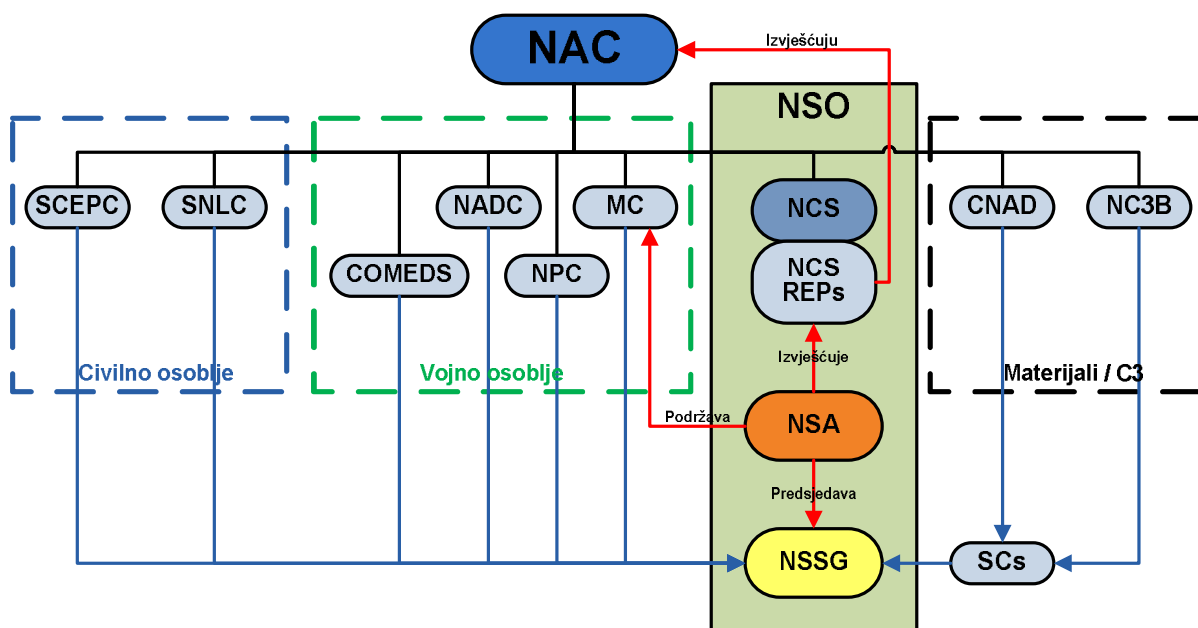 NAC
Izvješćuju
NSO
SCEPC
SNLC
NADC
MC
NCS
CNAD
NC3B
COMEDS
NPC
NCS
REPs
Izvješćuje
Civilno osoblje
Vojno osoblje
Materijali / C3
Podržava
NSA
Predsjedava
NSSG
SCs